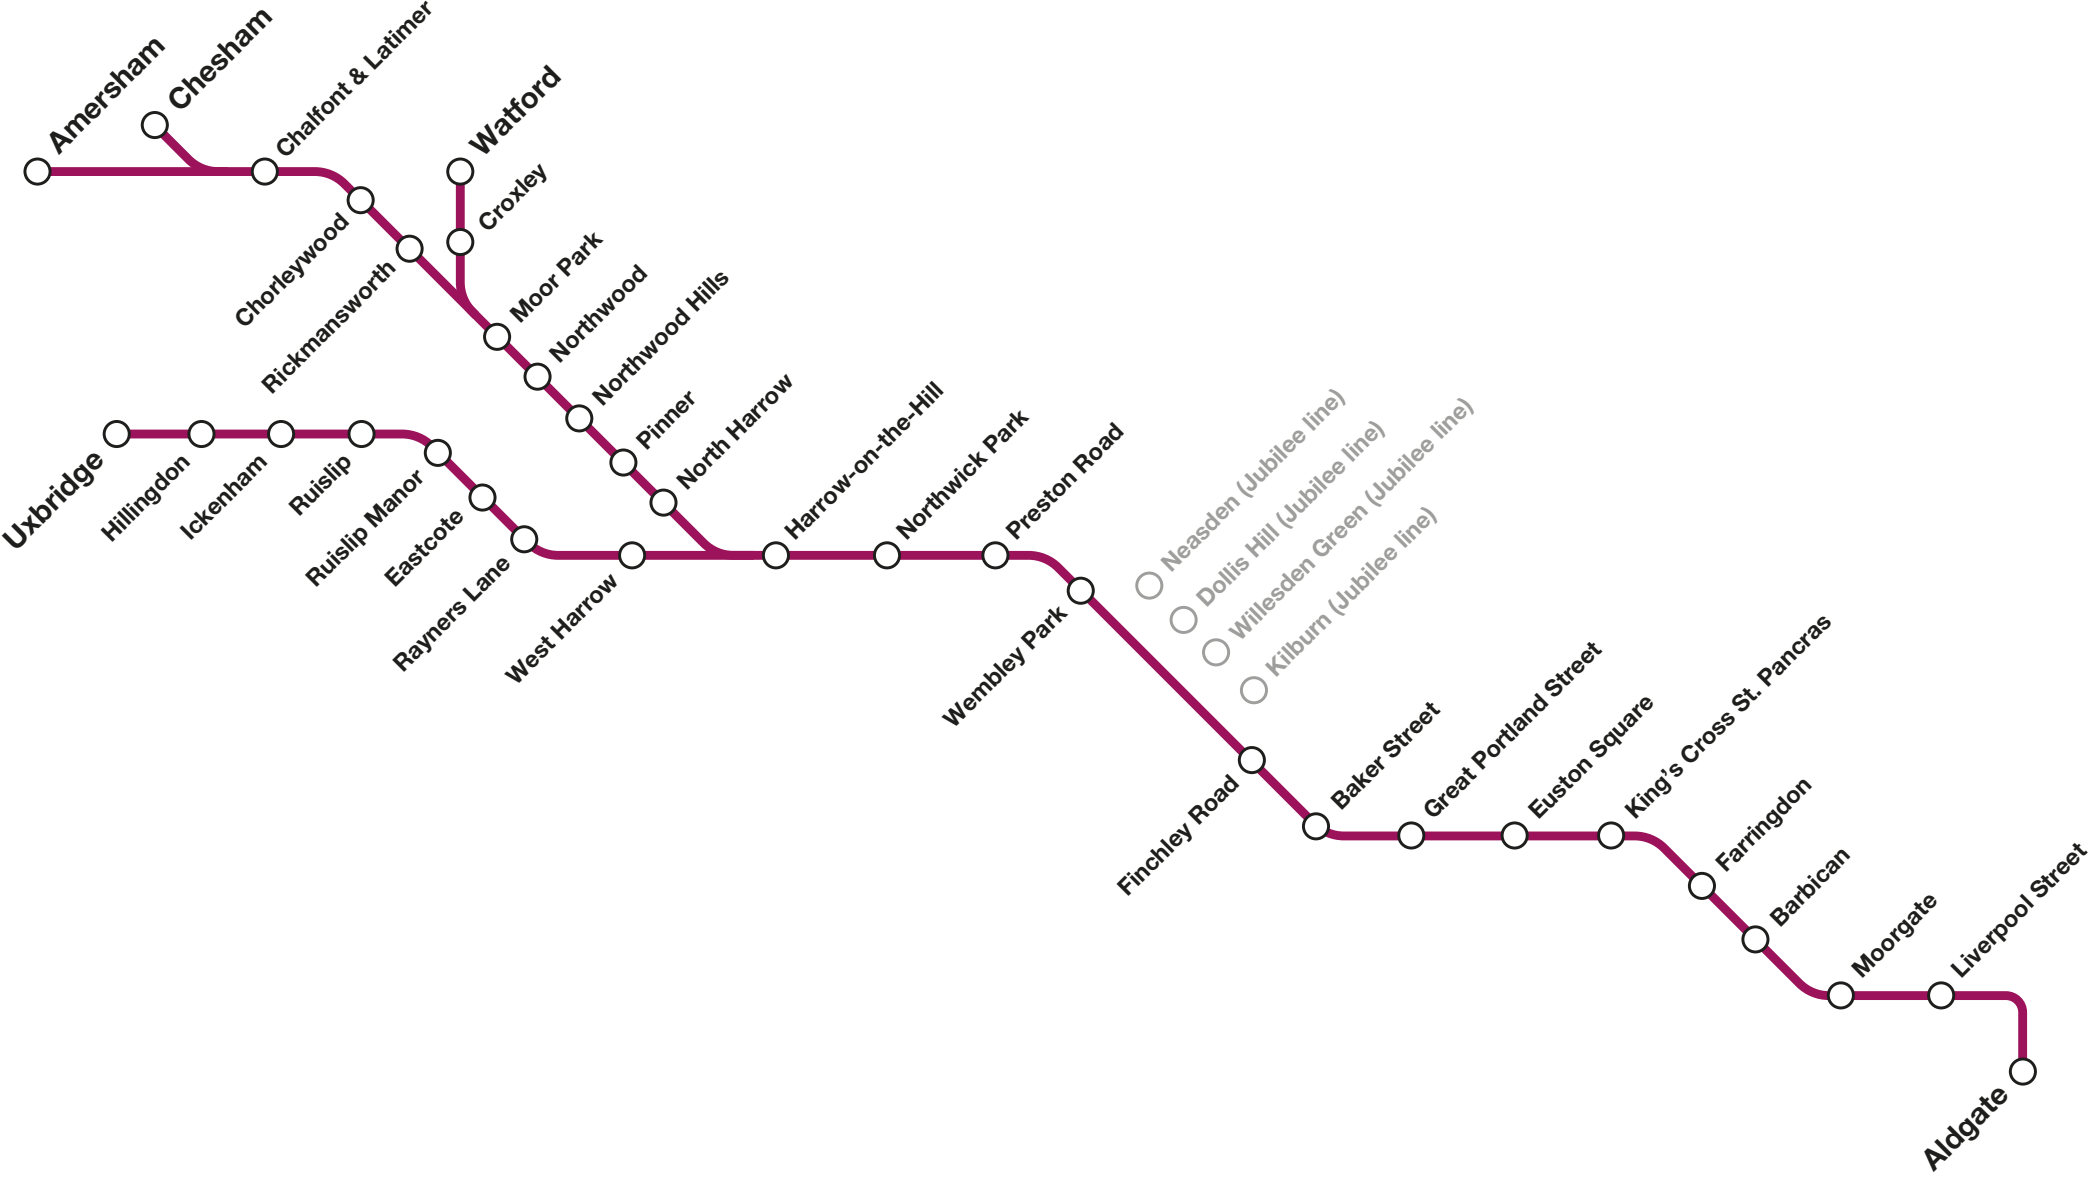 Amersham
Chesham
Chalfont & Latimer
Watford
Croxley
Chorleywood
Rickmansworth
Moor Park
Northwood
Northwood Hills
Pinner
North Harrow
Uxbridge
Hillingdon
Ickenham
Ruislip
Ruislip Manor
Eastcote
Rayners Lane
West Harrow
Harrow-on-the-Hill
Northwick Park
Preston Road
Wembley Park
Neasden (Jubilee line)
Dollis Hill (Jubilee line)
Willesden Green (Jubilee line)
Kilburn (Jubilee line)
Finchley Road
Baker Street
Great Portland Street
Euston Square
King’s Cross St. Pancras
Farringdon
Barbican
Moorgate
Liverpool Street
Aldgate